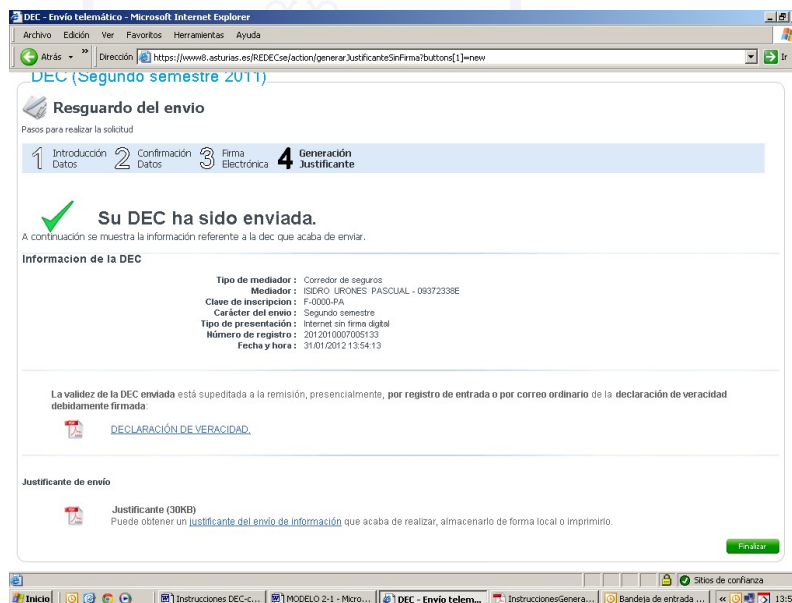 DEC - Envío telemático - Microsoft Internet Explorer
Archivo Edición Ver Favoritos Herramientas Ayuda
Atrás » Dirección https://www8.asturias.es/REDECse/action/generarJustificanteSinFirma?buttons[1]=new Ir
DEC (Segundo semestre 2011)
Resguardo del envio
Pasos para realizar la solicitud
1 Introducción Datos 2 Confirmación Datos 3 Firma Electrónica 4 Generación Justificante
Su DEC ha sido enviada.
A continuación se muestra la información referente a la dec que acaba de enviar.
Informacion de la DEC
Tipo de mediador : Corredor de seguros
Mediador : ISIDRO URONES PASCUAL - 09372338E
Clave de inscripcion : F-0000-PA
Carácter del envio : Segundo semestre
Tipo de presentación : Internet sin firma digital
Número de registro : 2012010007005133
Fecha y hora : 31/01/2012 13:54:13
La validez de la DEC enviada está supeditada a la remisión, presencialmente, por registro de entrada o por correo ordinario de la declaración de veracidad
debidamente firmada:
DECLARACIÓN DE VERACIDAD.
Justificante de envío
Justificante (30KB)
Puede obtener un justificante del envío de información que acaba de realizar, almacenarlo de forma local o imprimirlo.
Finalizar
Sitios de confianza
Inicio Instrucciones DEC-c... MODELO 2-1 - Micro... DEC - Envío telem... InstruccionesGenera... Bandeja de entrada ... « 13:5